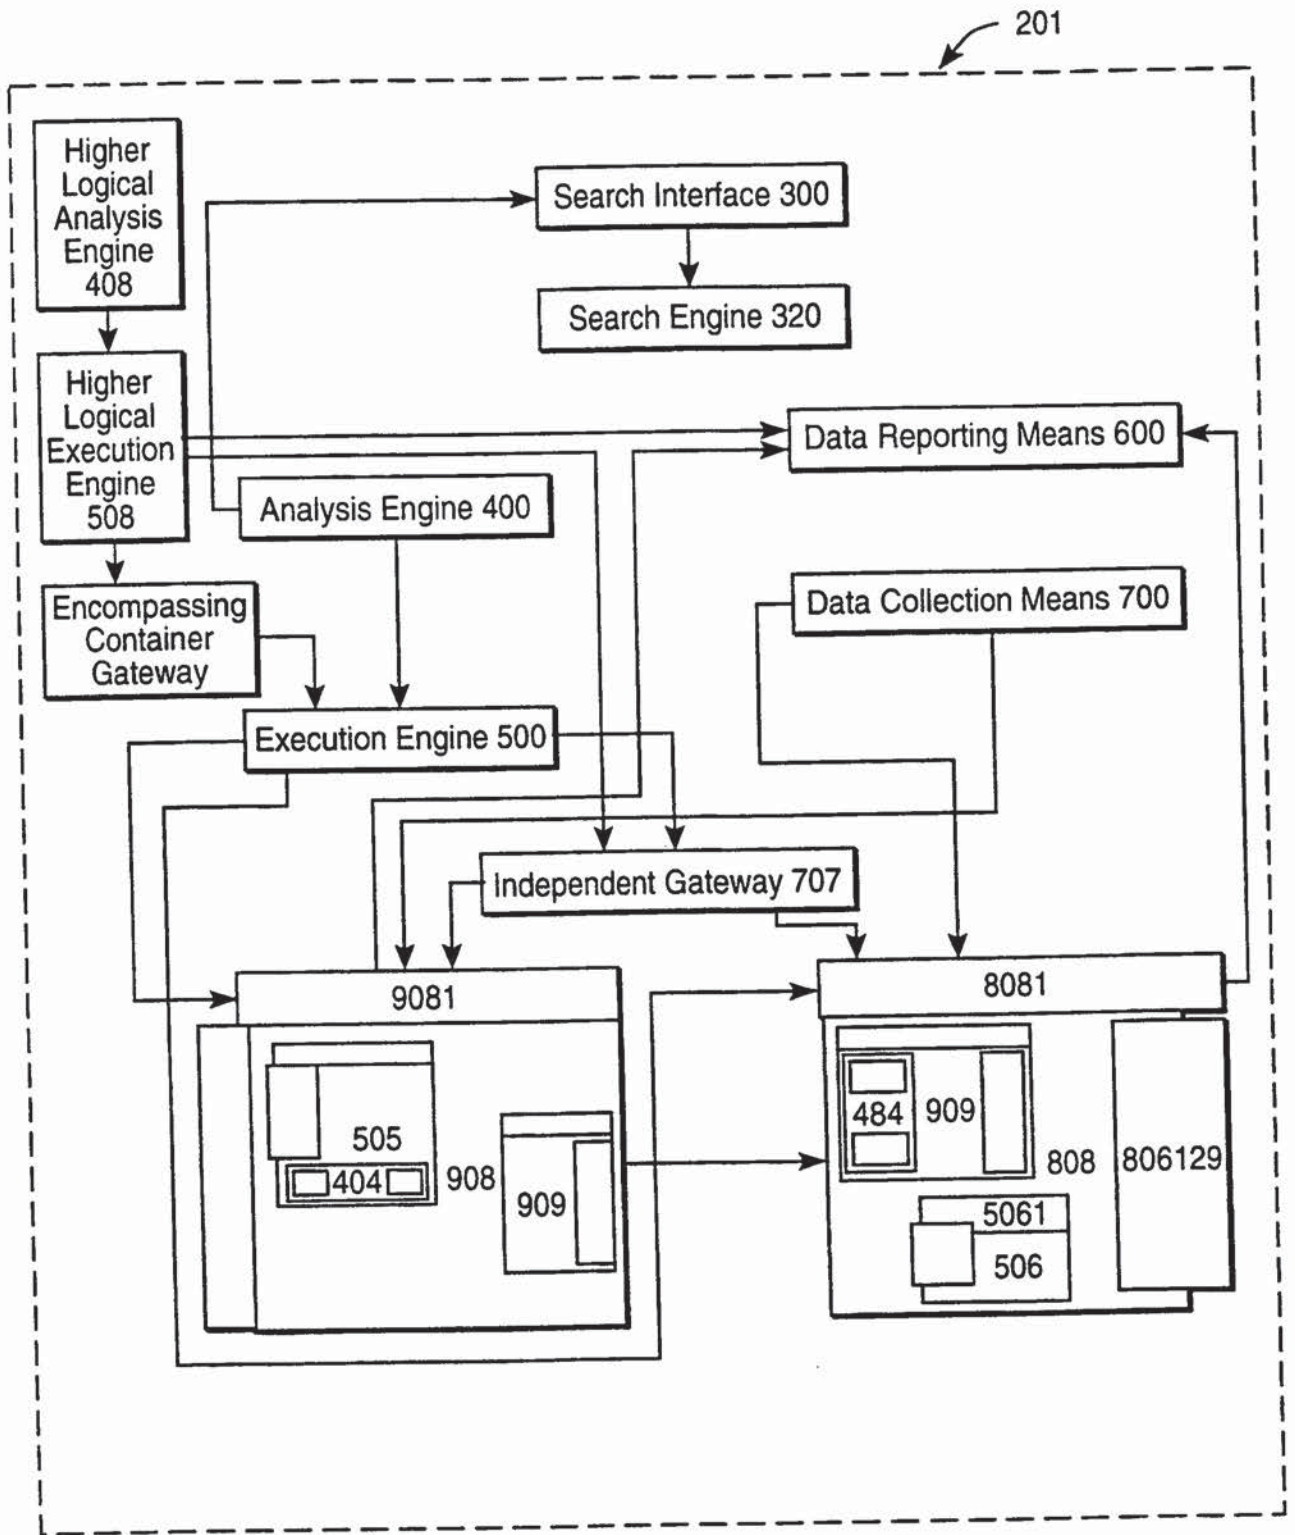 201
Higher
Logical
Analysis
Engine
408
Search Interface 300
Search Engine 320
Higher
Logical
Execution
Engine
508
Data Reporting Means 600
Analysis Engine 400
Data Collection Means 700
Encompassing
Container
Gateway
Execution Engine 500
Independent Gateway 707
9081
8081
505
404
908
909
484
909
808
806129
5061
506